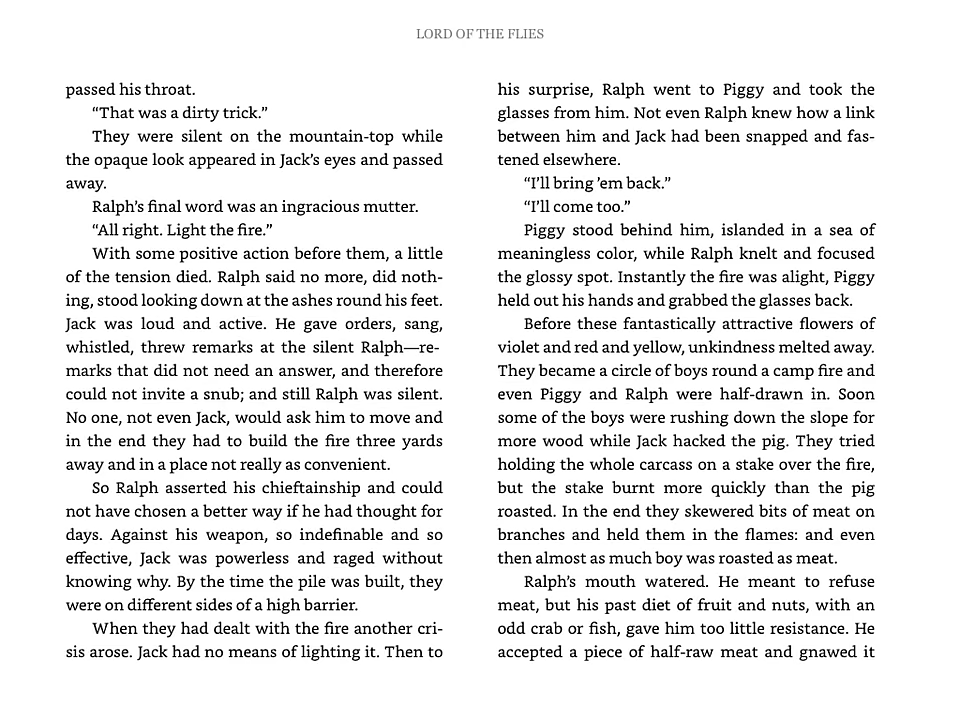 LORD OF THE FLIES
passed his throat.
“That was a dirty trick.”
They were silent on the mountain-top while
the opaque look appeared in Jack’s eyes and passed
away.
Ralph’s final word was an ingracious mutter.
“All right. Light the fire.”
With some positive action before them, a little
of the tension died. Ralph said no more, did noth-
ing, stood looking down at the ashes round his feet.
Jack was loud and active. He gave orders, sang,
whistled, threw remarks at the silent Ralph—re-
marks that did not need an answer, and therefore
could not invite a snub; and still Ralph was silent.
No one, not even Jack, would ask him to move and
in the end they had to build the fire three yards
away and in a place not really as convenient.
So Ralph asserted his chieftainship and could
not have chosen a better way if he had thought for
days. Against his weapon, so indefinable and so
effective, Jack was powerless and raged without
knowing why. By the time the pile was built, they
were on different sides of a high barrier.
When they had dealt with the fire another cri-
sis arose. Jack had no means of lighting it. Then to
his surprise, Ralph went to Piggy and took the
glasses from him. Not even Ralph knew how a link
between him and Jack had been snapped and fas-
tened elsewhere.
“I’ll bring ’em back.”
“I’ll come too.”
Piggy stood behind him, islanded in a sea of
meaningless color, while Ralph knelt and focused
the glossy spot. Instantly the fire was alight, Piggy
held out his hands and grabbed the glasses back.
Before these fantastically attractive flowers of
violet and red and yellow, unkindness melted away.
They became a circle of boys round a camp fire and
even Piggy and Ralph were half-drawn in. Soon
some of the boys were rushing down the slope for
more wood while Jack hacked the pig. They tried
holding the whole carcass on a stake over the fire,
but the stake burnt more quickly than the pig
roasted. In the end they skewered bits of meat on
branches and held them in the flames: and even
then almost as much boy was roasted as meat.
Ralph’s mouth watered. He meant to refuse
meat, but his past diet of fruit and nuts, with an
odd crab or fish, gave him too little resistance. He
accepted a piece of half-raw meat and gnawed it